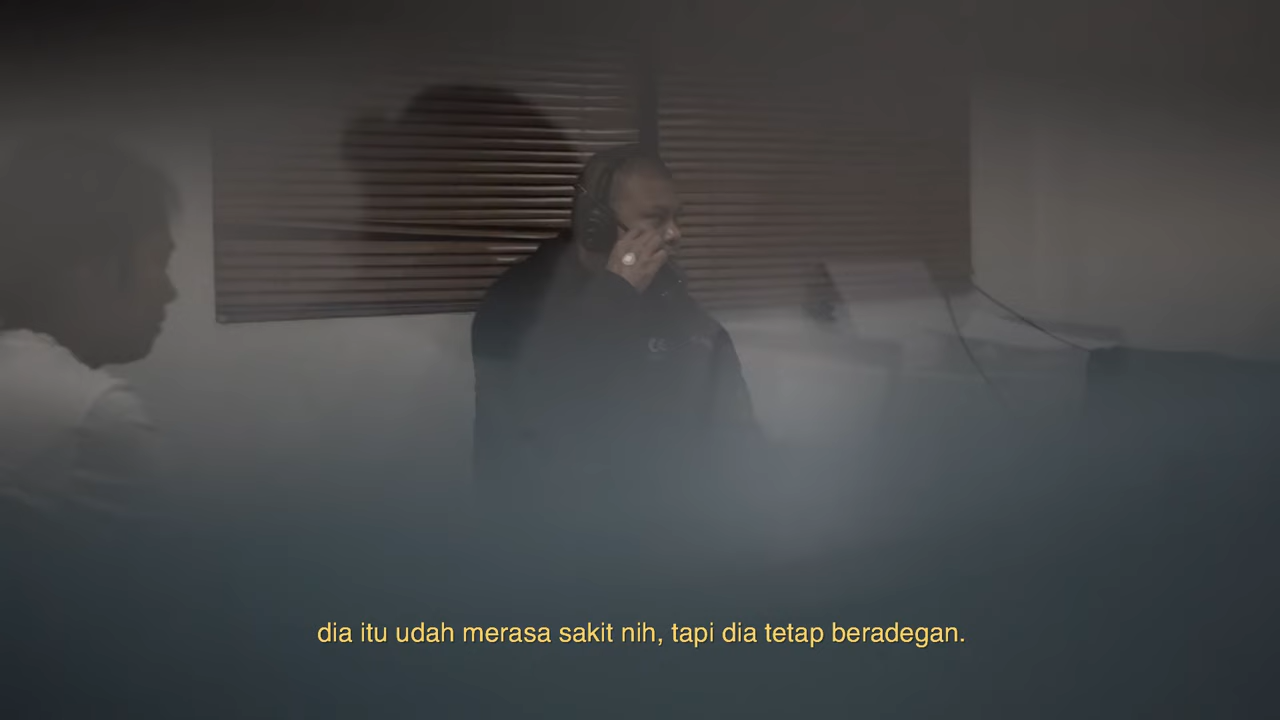 dia itu udah merasa sakit nih, tapi dia tetap beradegan.